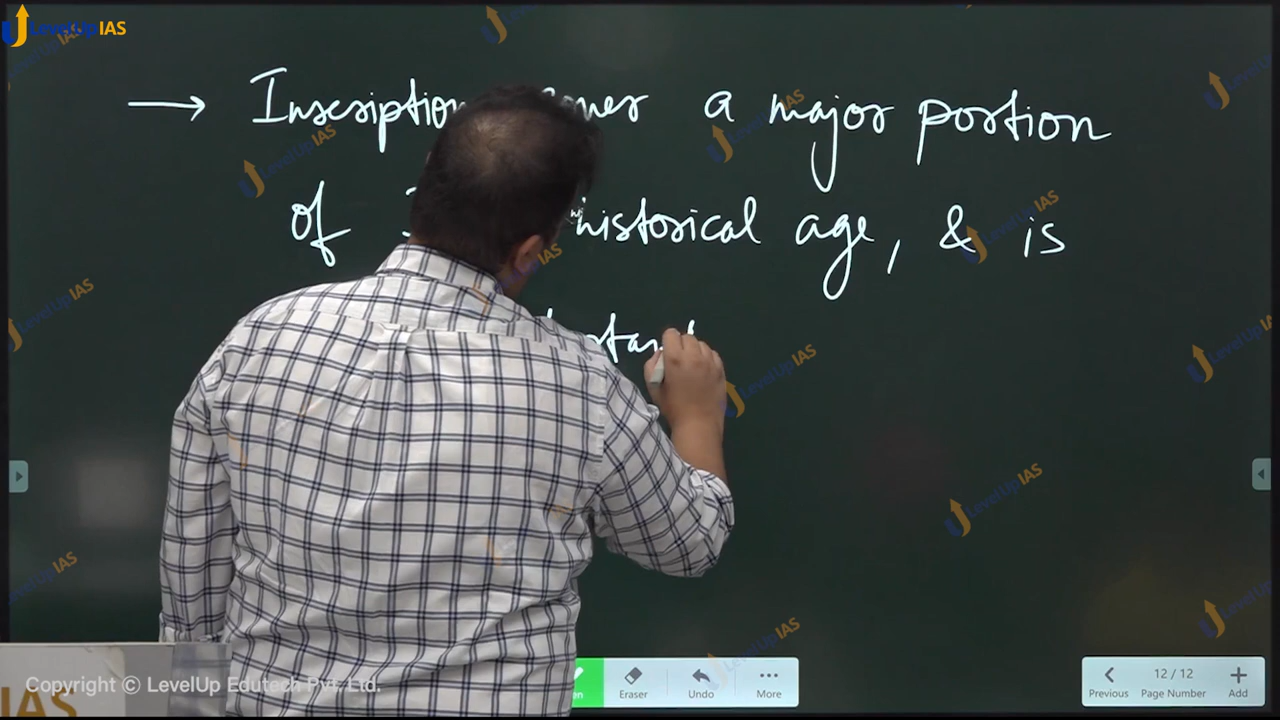 LevelUp IAS
→ Inscription a major portion
of historical age, & is
Eraser Undo More
Previous 12 / 12 Page Number Add
Copyright © LevelUp Edutech Pvt. Ltd.
IAS